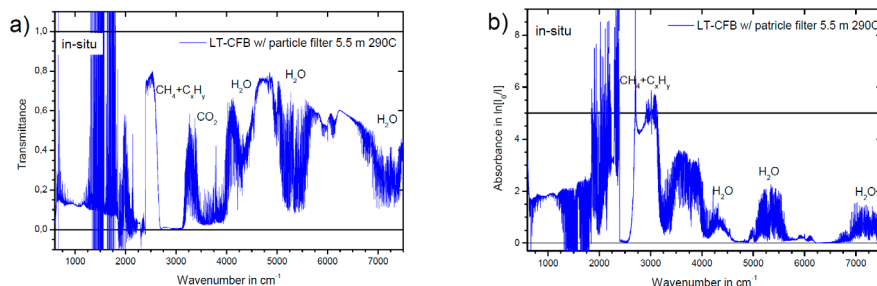 a)
in-situ
LT-CFB w/ particle filter 5.5 m 290C
CH4+CxHy
CO2
H2O
H2O
H2O
Transmittance
1,0
0,8
0,6
0,4
0,2
0,0
1000 2000 3000 4000 5000 6000 7000
Wavenumber in cm-1
b)
in-situ
LT-CFB w/ particle filter 5.5 m 290C
CH4+CxHy
H2O
H2O
H2O
Absorbance in ln[I0/I]
8
6
4
2
0
1000 2000 3000 4000 5000 6000 7000
Wavenumber in cm-1